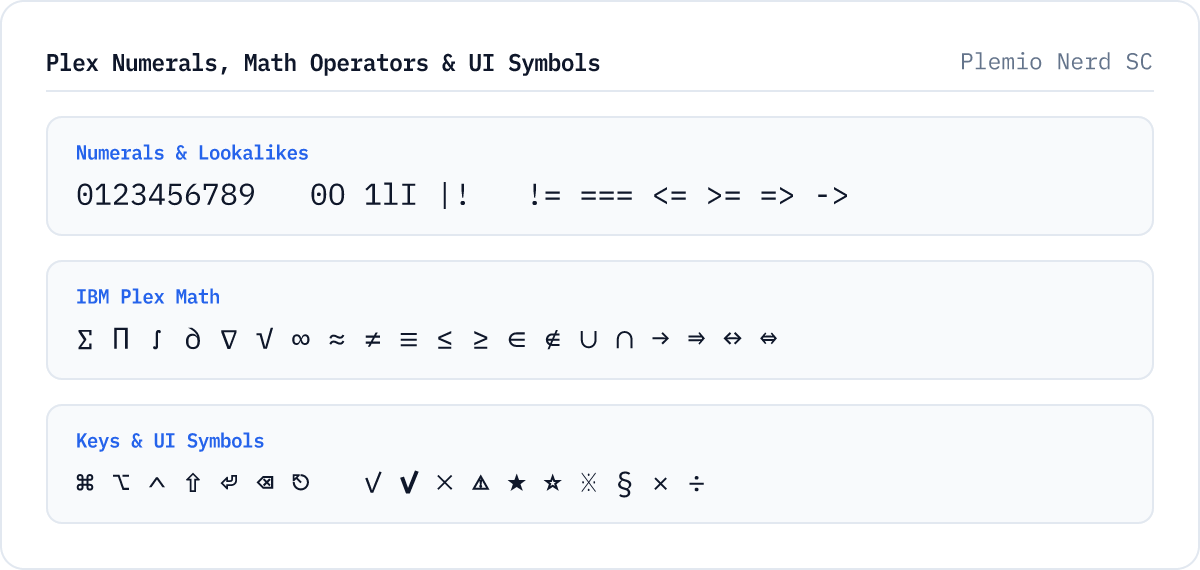 Plex Numerals, Math Operators & UI Symbols
Plemio Nerd SC
Numerals & Lookalikes
0123456789 0O 1lI |! != === <= >= => ->
IBM Plex Math
∑ ∏ ∫ ∂ ∇ √ ∞ ≈ ≠ ≡ ≤ ≥ ∈ ∉ ∪ ∩ → ⇒ ↔ ⇔
Keys & UI Symbols
⌘ ⌥ ⌃ ⇧ ⏎ ⌫ ⎋ ✓ ✔ ✕ ⚠ ★ ☆ ※ § × ÷